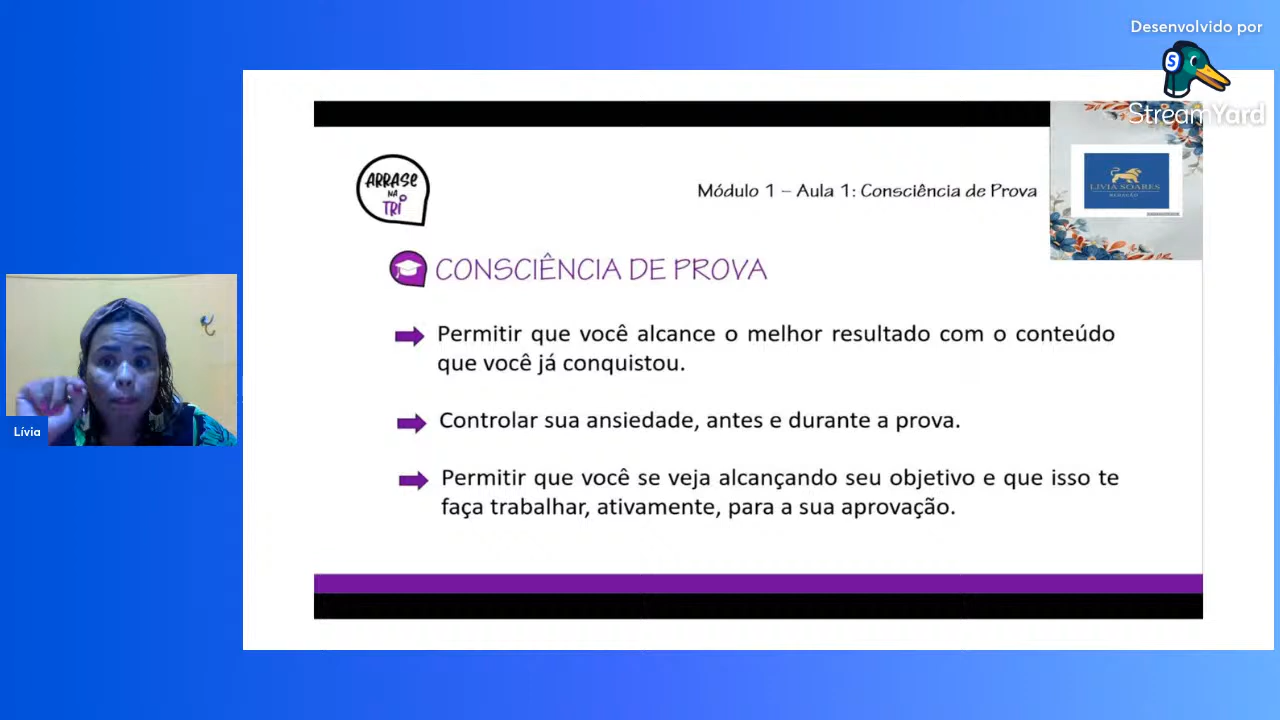 Desenvolvido por
StreamYard
ARRASE
NA
TRI
Módulo 1 – Aula 1: Consciência de Prova
LIVIA SOARES
REDAÇÃO
CONSCIÊNCIA DE PROVA
Permitir que você alcance o melhor resultado com o conteúdo
que você já conquistou.
Controlar sua ansiedade, antes e durante a prova.
Permitir que você se veja alcançando seu objetivo e que isso te
faça trabalhar, ativamente, para a sua aprovação.
Lívia